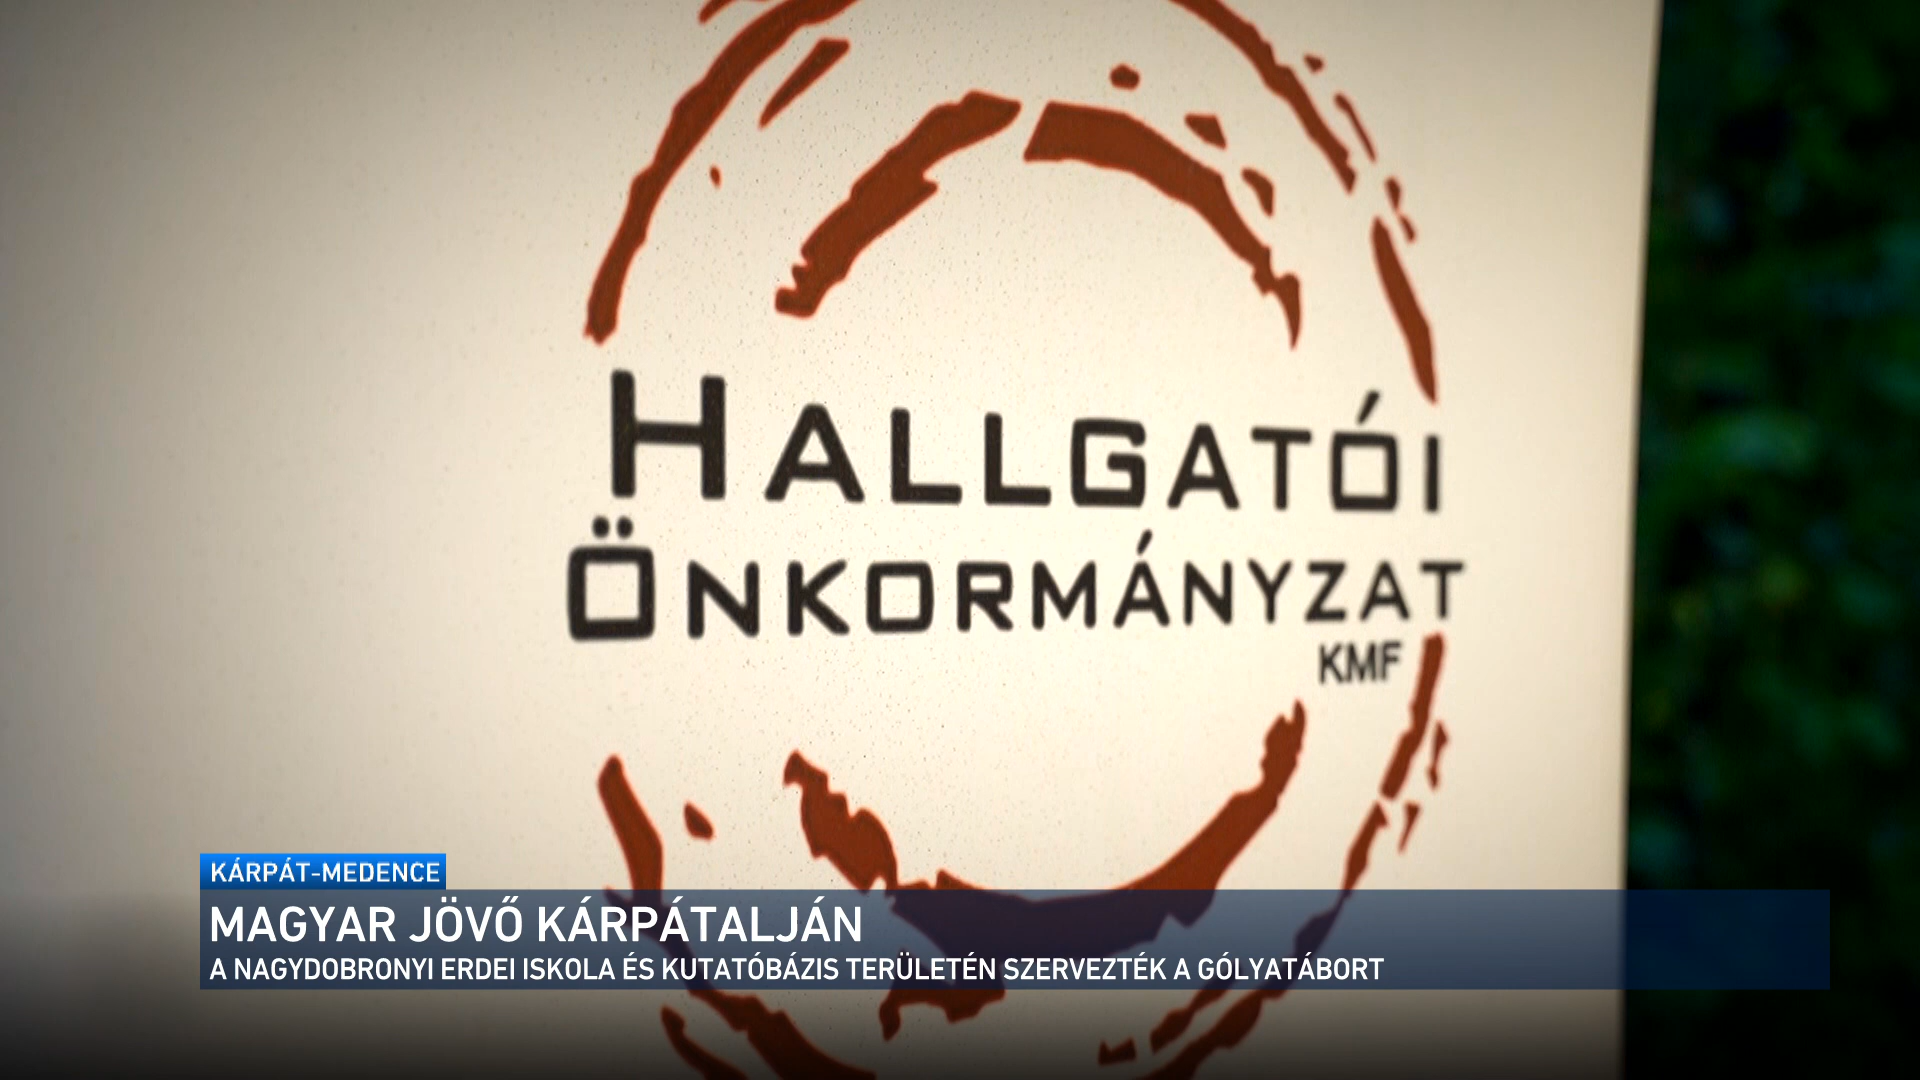 HALLGATÓI
ÖNKORMÁNYZAT
KMF
KÁRPÁT-MEDENCE
MAGYAR JÖVŐ KÁRPÁTALJÁN
A NAGYDOBRONYI ERDEI ISKOLA ÉS KUTATÓBÁZIS TERÜLETÉN SZERVEZTÉK A GÓLYATÁBORT